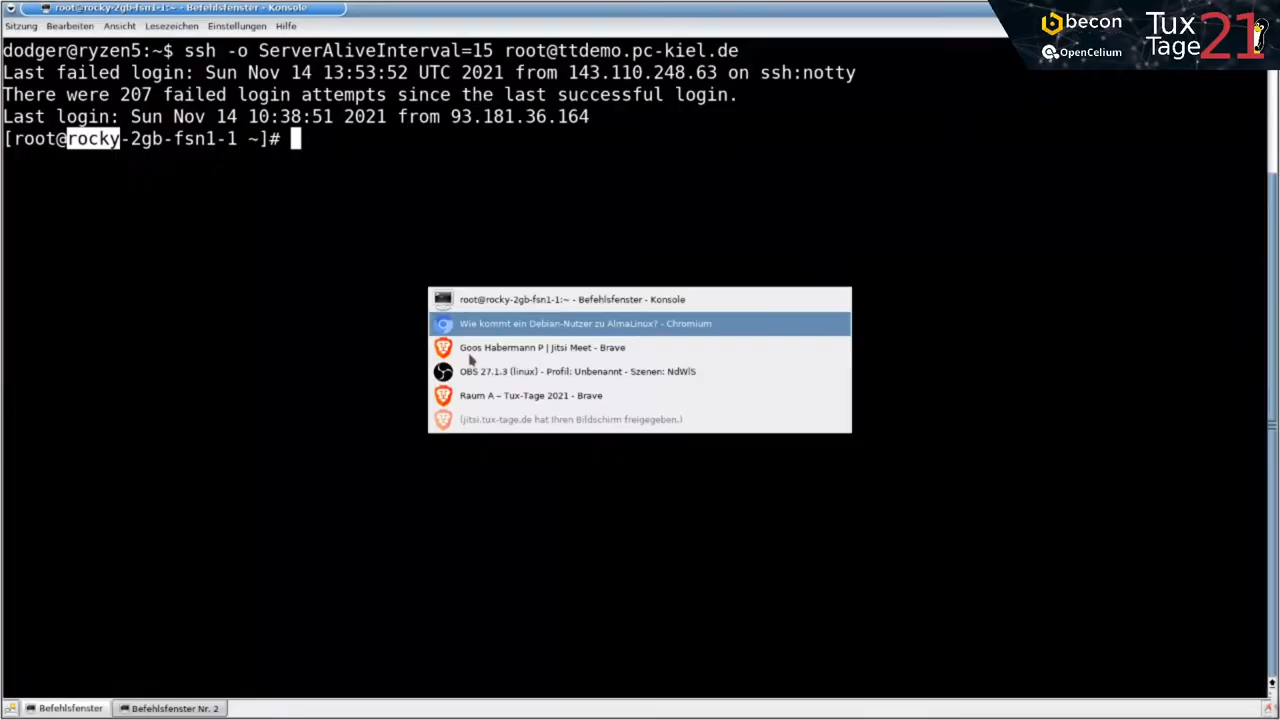 root@rocky-2gb-fsn1-1:~ - Befehlsfenster - Konsole
Sitzung Bearbeiten Ansicht Lesezeichen Einstellungen Hilfe
becon
OpenCelium
Tux
Tage
21
dodger@ryzen5:~$ ssh -o ServerAliveInterval=15 root@ttdemo.pc-kiel.de
Last failed login: Sun Nov 14 13:53:52 UTC 2021 from 143.110.248.63 on ssh:notty
There were 207 failed login attempts since the last successful login.
Last login: Sun Nov 14 10:38:51 2021 from 93.181.36.164
[root@rocky-2gb-fsn1-1 ~]#
root@rocky-2gb-fsn1-1:~ - Befehlsfenster - Konsole
Wie kommt ein Debian-Nutzer zu AlmaLinux? - Chromium
Goos Habermann P | Jitsi Meet - Brave
OBS 27.1.3 (linux) - Profil: Unbenannt - Szenen: NdWlS
Raum A – Tux-Tage 2021 - Brave
(jitsi.tux-tage.de hat Ihren Bildschirm freigegeben.)
Befehlsfenster
Befehlsfenster Nr. 2